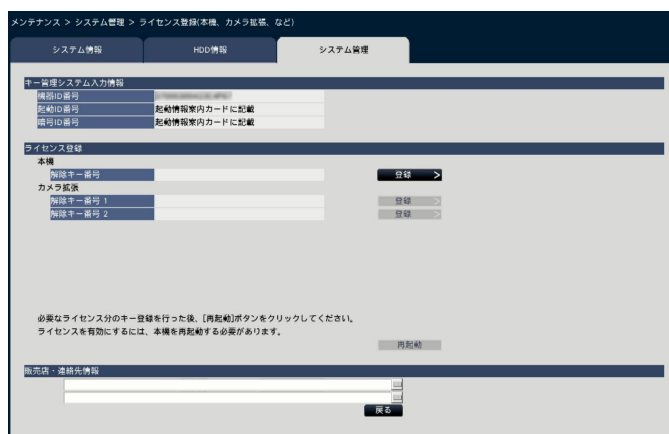 メンテナンス > システム管理 > ライセンス登録(本機、カメラ拡張、など)
システム情報 HDD情報 システム管理
キー管理システム入力情報
機器ID番号
起動ID番号 起動情報案内カードに記載
暗号ID番号 起動情報案内カードに記載
ライセンス登録
本機
解除キー番号 登録 >
カメラ拡張
解除キー番号 1 登録 >
解除キー番号 2 登録 >
必要なライセンス分のキー登録を行った後、[再起動]ボタンをクリックしてください。
ライセンスを有効にするには、本機を再起動する必要があります。
再起動
販売店・連絡先情報
戻る